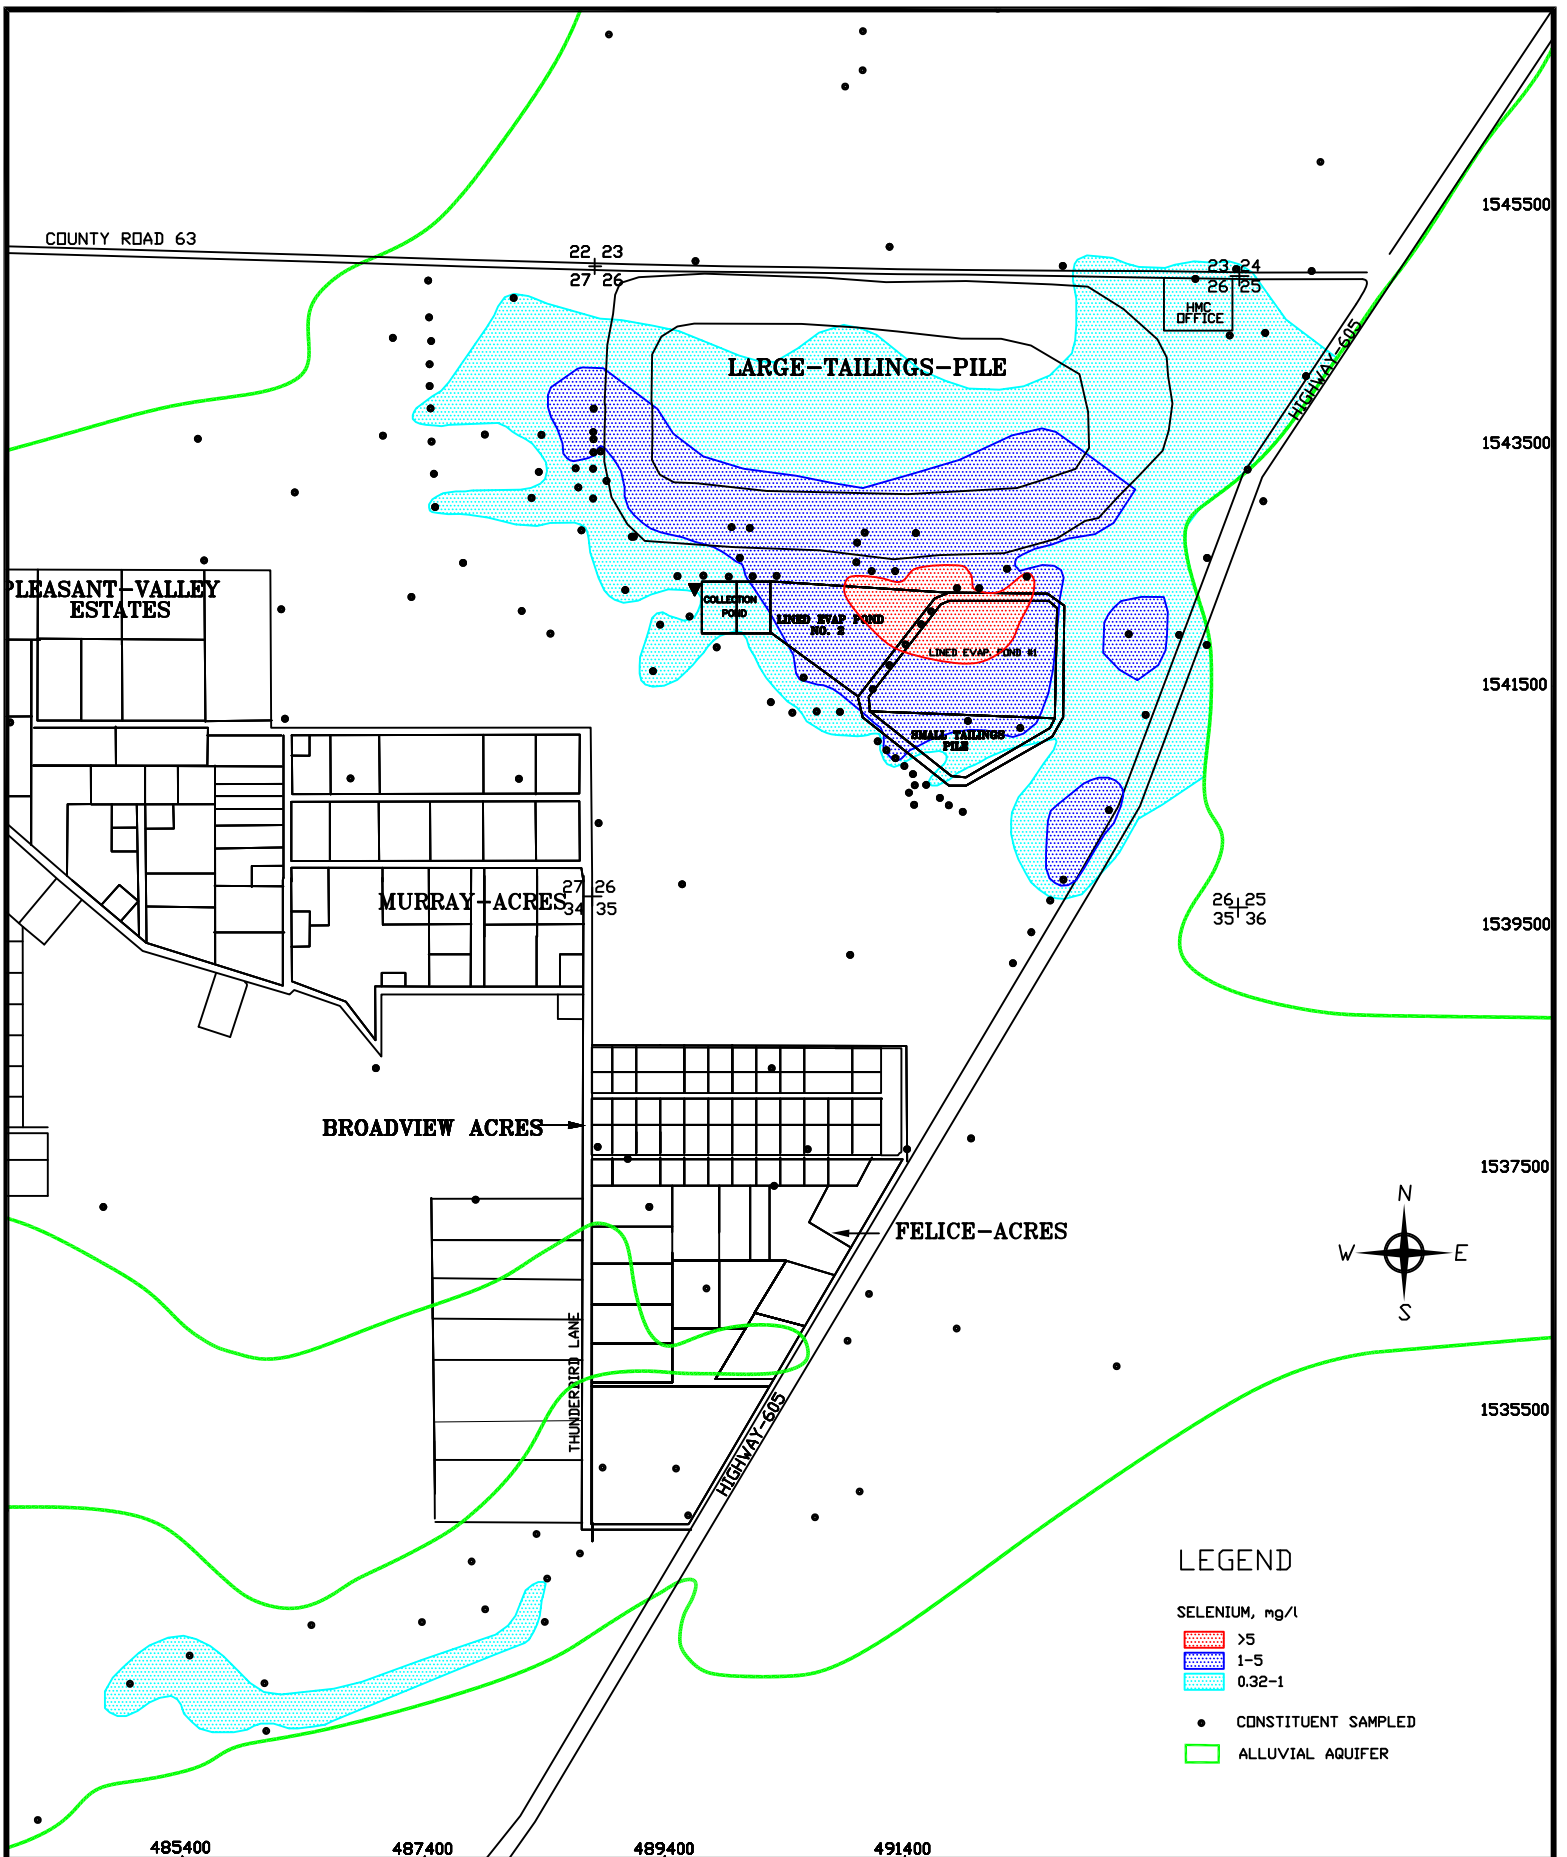 1545500
COUNTY ROAD 63
22 23
27 26
23 24
26 25
HMC
OFFICE
HIGHWAY-605
LARGE-TAILINGS-PILE
1543500
PLEASANT-VALLEY
ESTATES
COLLECTION
POND
LINED EVAP POND
NO. 2
LINED EVAP. POND #1
1541500
SMALL TAILINGS
PILE
MURRAY-ACRES
27 26
34 35
26 25
35 36
1539500
BROADVIEW ACRES
1537500
FELICE-ACRES
N
W E
S
THUNDERBIRD LANE
HIGHWAY-605
1535500
LEGEND
SELENIUM, mg/l
>5
1-5
0.32-1
CONSTITUENT SAMPLED
ALLUVIAL AQUIFER
485400 487400 489400 491400